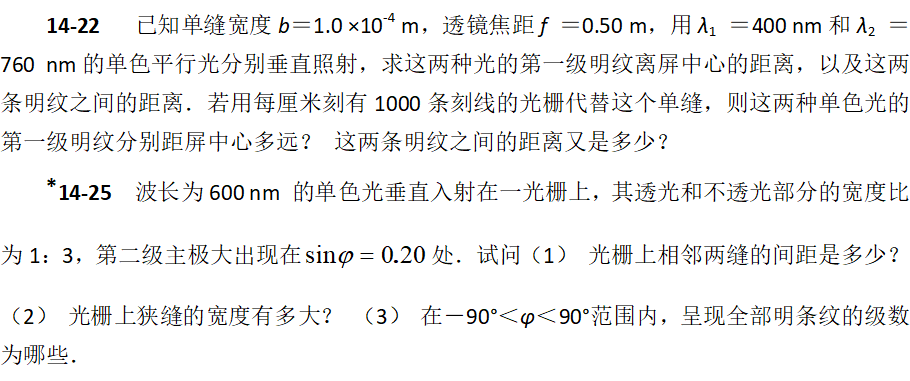 14-22 已知单缝宽度 b＝1.0 ×10⁻⁴ m，透镜焦距 f ＝0.50 m，用 λ₁ ＝400 nm 和 λ₂ ＝
760 nm 的单色平行光分别垂直照射，求这两种光的第一级明纹离屏中心的距离，以及这两
条明纹之间的距离．若用每厘米刻有 1000 条刻线的光栅代替这个单缝，则这两种单色光的
第一级明纹分别距屏中心多远？ 这两条明纹之间的距离又是多少？
*14-25 波长为 600 nm 的单色光垂直入射在一光栅上，其透光和不透光部分的宽度比
为 1：3，第二级主极大出现在 sinφ = 0.20 处．试问（1） 光栅上相邻两缝的间距是多少？
（2） 光栅上狭缝的宽度有多大？ （3） 在－90°＜φ＜90°范围内，呈现全部明条纹的级数
为哪些．